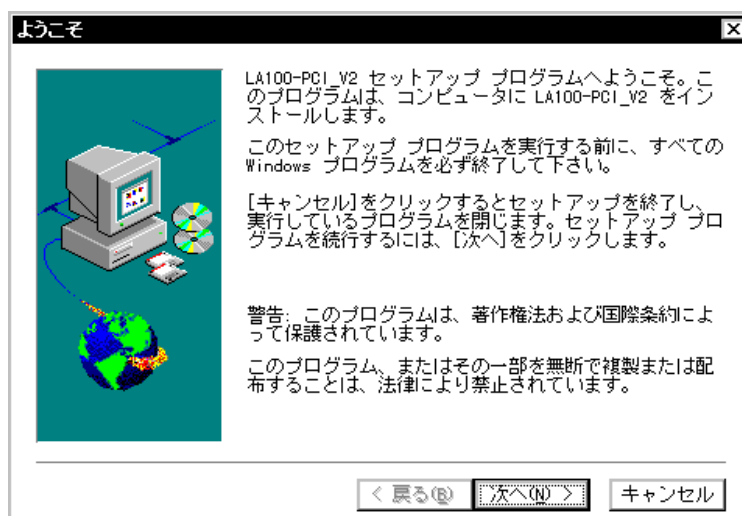 ようこそ
LA100-PCI_V2 セットアップ プログラムへようこそ。こ
のプログラムは、コンピュータに LA100-PCI_V2 をイン
ストールします。
このセットアップ プログラムを実行する前に、すべての
Windows プログラムを必ず終了して下さい。
[キャンセル]をクリックするとセットアップを終了し、
実行しているプログラムを閉じます。セットアップ プロ
グラムを続行するには、[次へ]をクリックします。
警告: このプログラムは、著作権法および国際条約によ
って保護されています。
このプログラム、またはその一部を無断で複製または配
布することは、法律により禁止されています。
< 戻る(B)
次へ(N) >
キャンセル